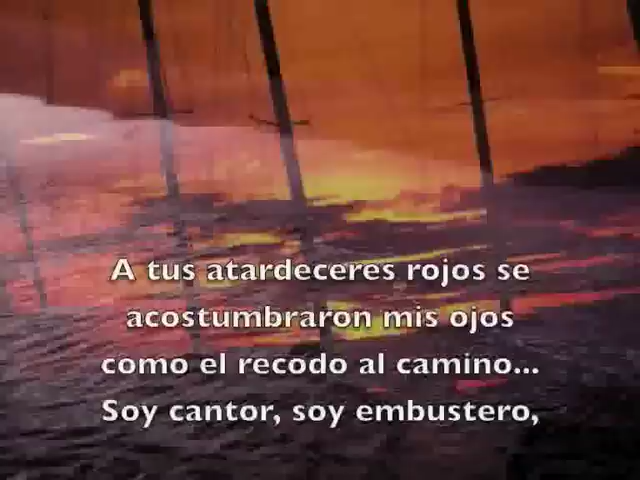 A tus atardeceres rojos se
acostumbraron mis ojos
como el recodo al camino...
Soy cantor, soy embustero,